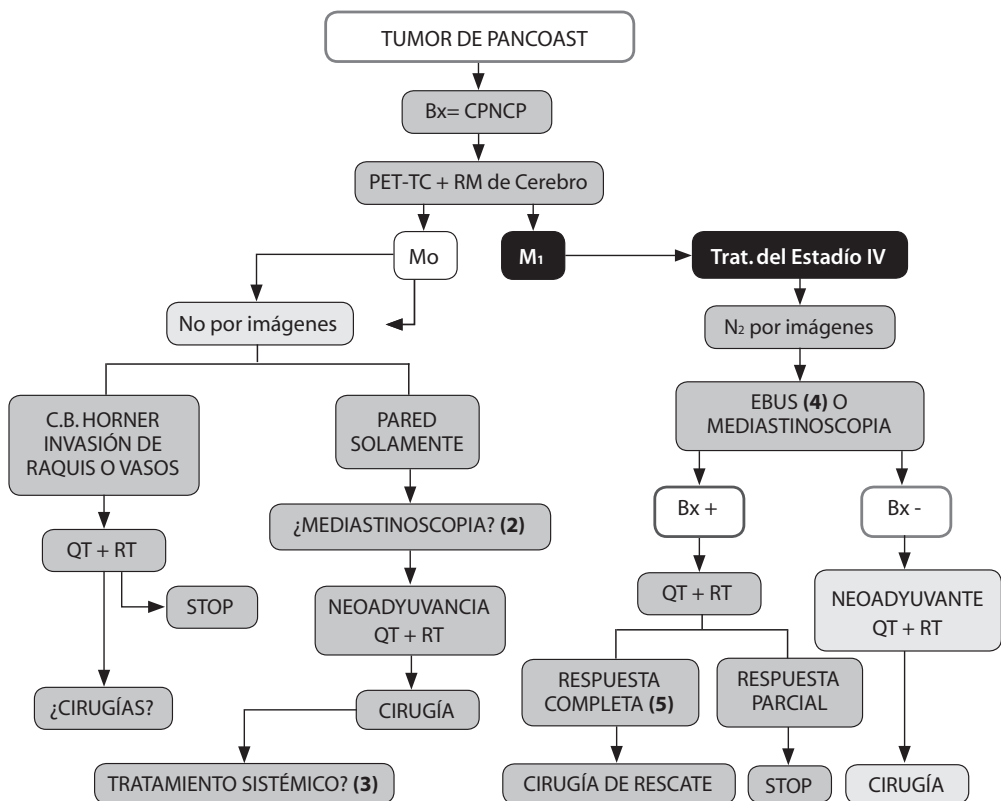 TUMOR DE PANCOAST
Bx= CPNCP
PET-TC + RM de Cerebro
Mo
M₁
Trat. del Estadío IV
No por imágenes
N₂ por imágenes
C.B. HORNER
INVASIÓN DE
RAQUIS O VASOS
PARED
SOLAMENTE
EBUS (4) O
MEDIASTINOSCOPIA
¿MEDIASTINOSCOPIA? (2)
Bx +
Bx -
QT + RT
STOP
NEOADYUVANCIA
QT + RT
QT + RT
NEOADYUVANTE
QT + RT
¿CIRUGÍAS?
CIRUGÍA
RESPUESTA
COMPLETA (5)
RESPUESTA
PARCIAL
TRATAMIENTO SISTÉMICO? (3)
CIRUGÍA DE RESCATE
STOP
CIRUGÍA